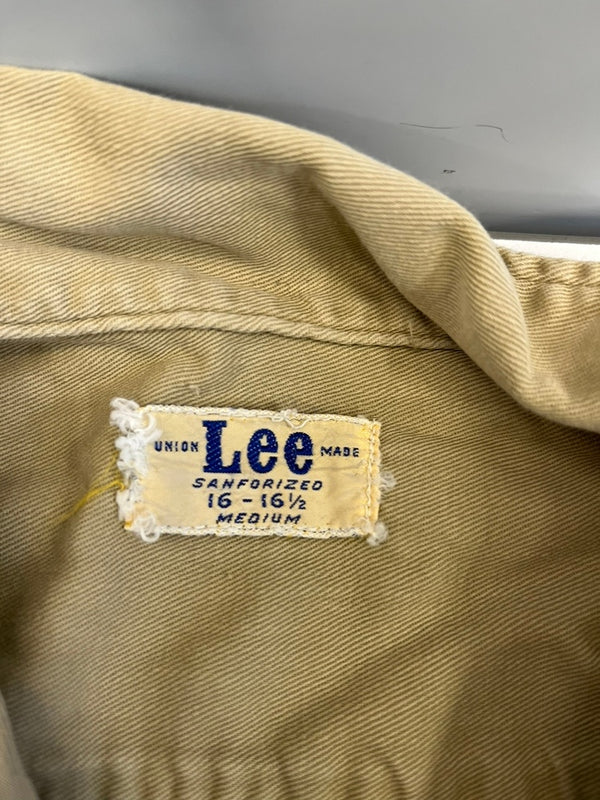 UNION Lee MADE
SANFORIZED
16 - 16½
MEDIUM